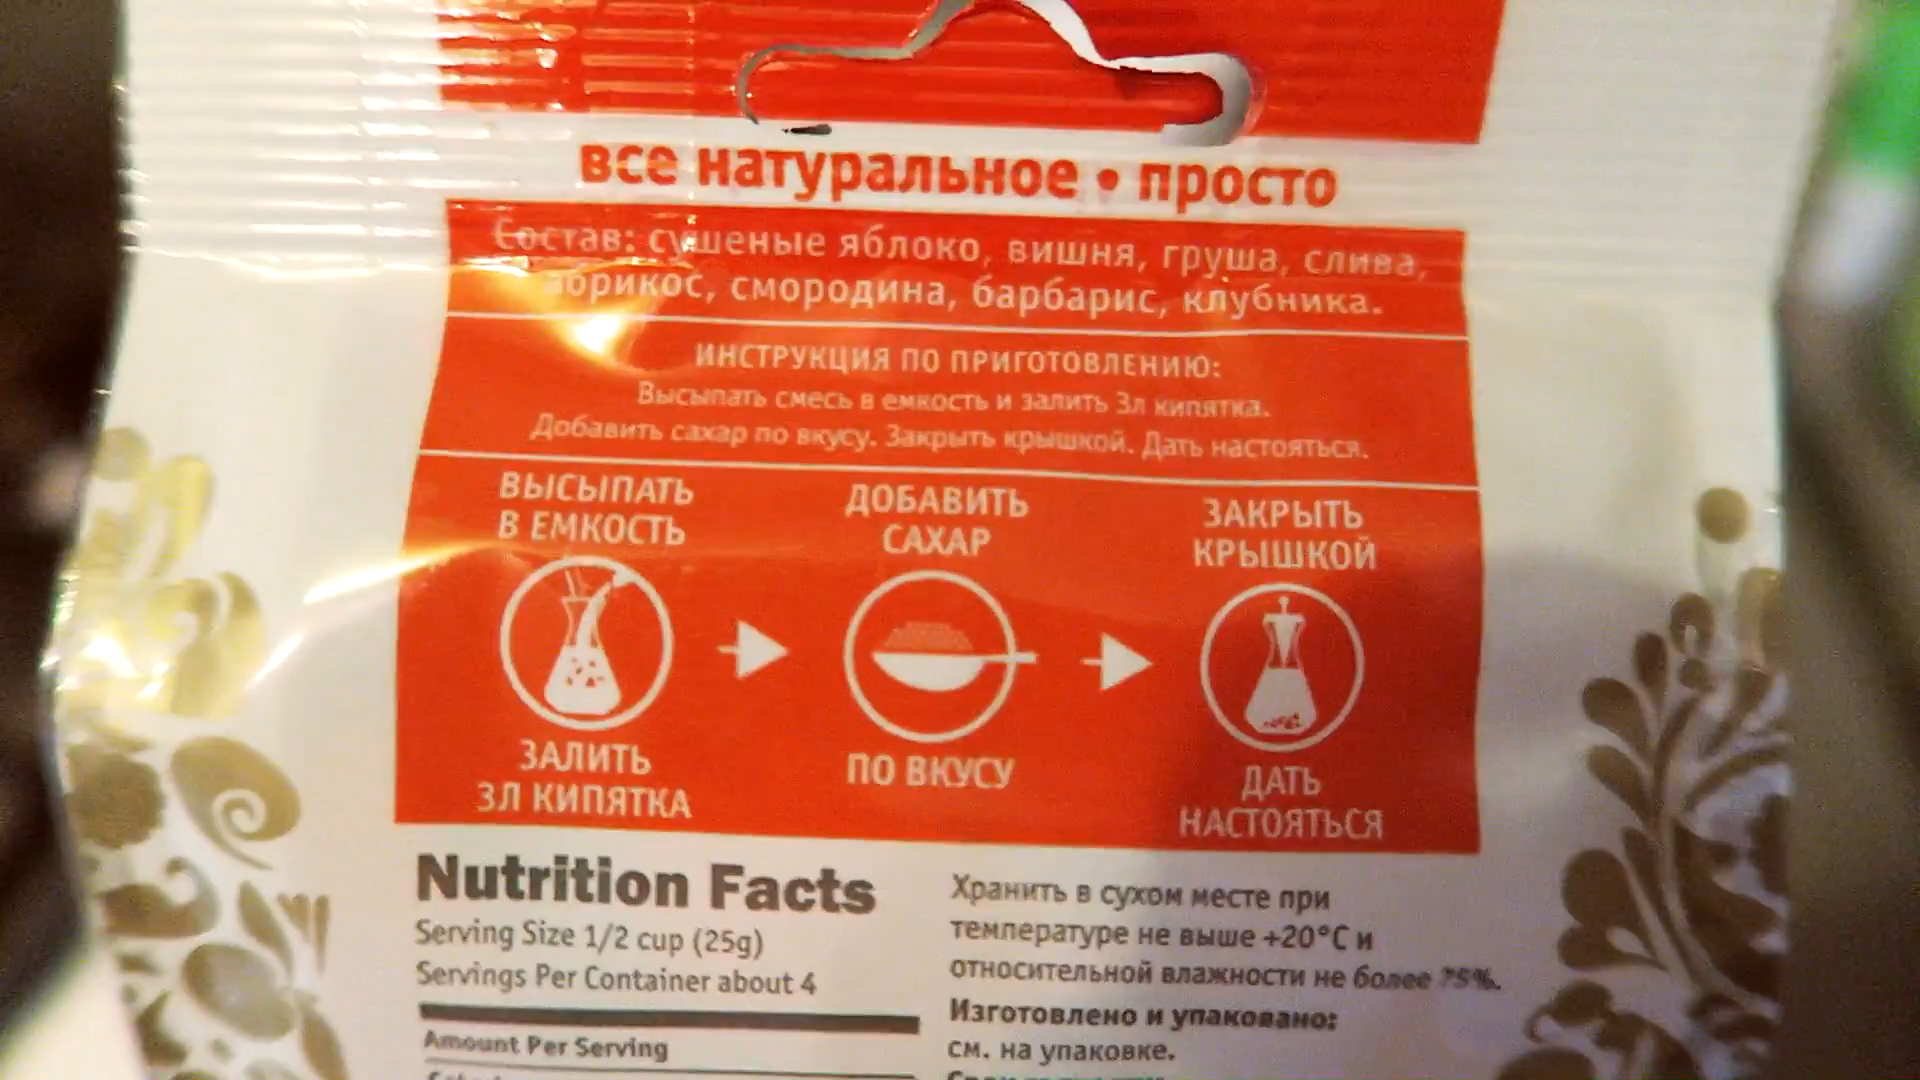 все натуральное • просто
Состав: сушеные яблоко, вишня, груша, слива,
абрикос, смородина, барбарис, клубника.
ИНСТРУКЦИЯ ПО ПРИГОТОВЛЕНИЮ:
Высыпать смесь в емкость и залить 3л кипятка.
Добавить сахар по вкусу. Закрыть крышкой. Дать настояться.
ВЫСЫПАТЬ
В ЕМКОСТЬ
ЗАЛИТЬ
3Л КИПЯТКА
ДОБАВИТЬ
САХАР
ПО ВКУСУ
ЗАКРЫТЬ
КРЫШКОЙ
ДАТЬ
НАСТОЯТЬСЯ
Nutrition Facts
Serving Size 1/2 cup (25g)
Servings Per Container about 4
Amount Per Serving
Хранить в сухом месте при
температуре не выше +20°C и
относительной влажности не более 75%.
Изготовлено и упаковано:
см. на упаковке.